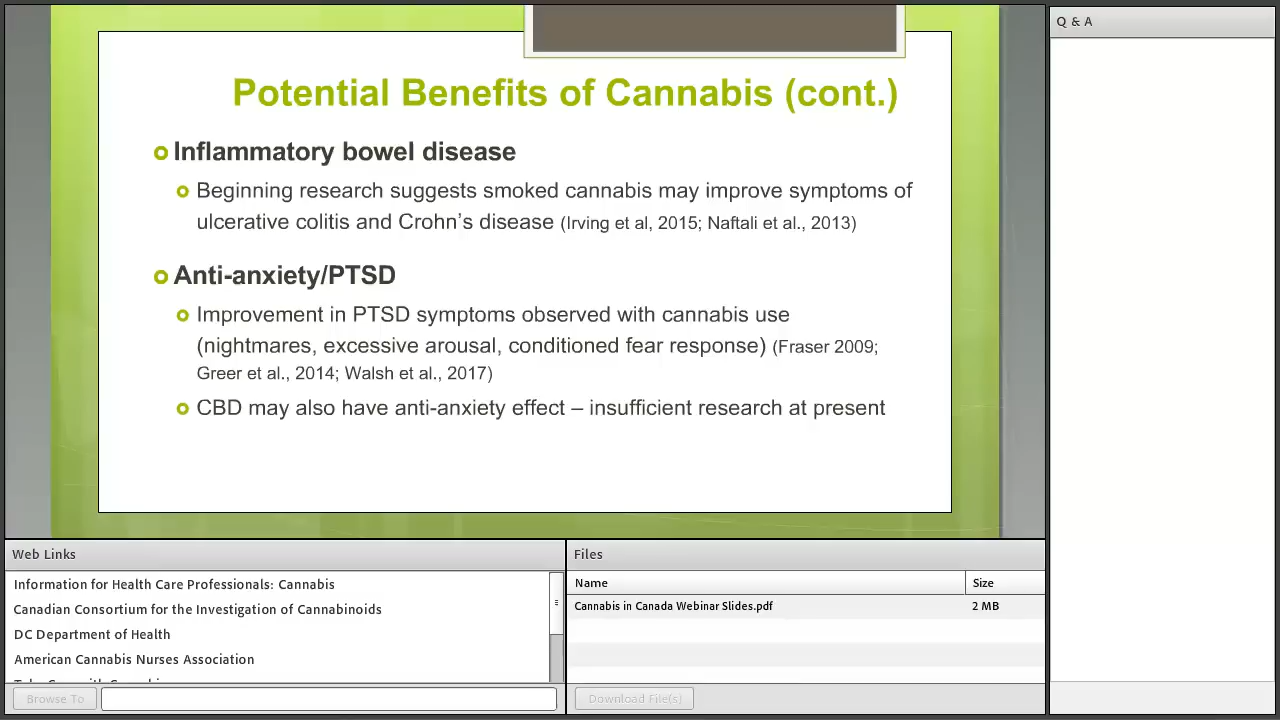 Potential Benefits of Cannabis (cont.)
Inflammatory bowel disease
Beginning research suggests smoked cannabis may improve symptoms of
ulcerative colitis and Crohn’s disease (Irving et al, 2015; Naftali et al., 2013)
Anti-anxiety/PTSD
Improvement in PTSD symptoms observed with cannabis use
(nightmares, excessive arousal, conditioned fear response) (Fraser 2009;
Greer et al., 2014; Walsh et al., 2017)
CBD may also have anti-anxiety effect – insufficient research at present
Q & A
Web Links
Information for Health Care Professionals: Cannabis
Canadian Consortium for the Investigation of Cannabinoids
DC Department of Health
American Cannabis Nurses Association
Browse To
Files
Name Size
Cannabis in Canada Webinar Slides.pdf 2 MB
Download File(s)